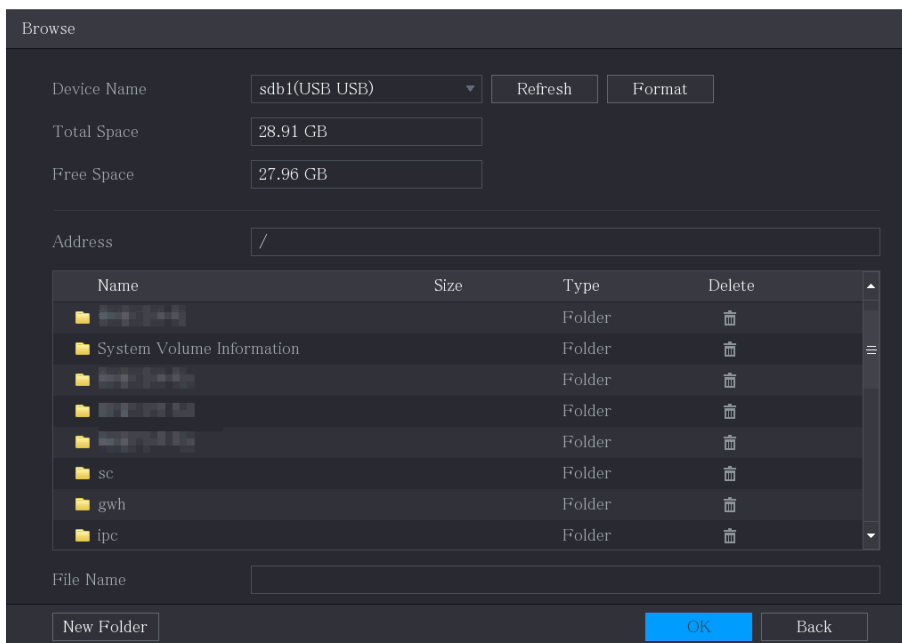 Browse
Device Name sdb1(USB USB) Refresh Format
Total Space 28.91 GB
Free Space 27.96 GB
Address /
Name Size Type Delete
Folder
System Volume Information Folder
Folder
Folder
Folder
sc Folder
gwh Folder
ipc Folder
File Name
New Folder OK Back